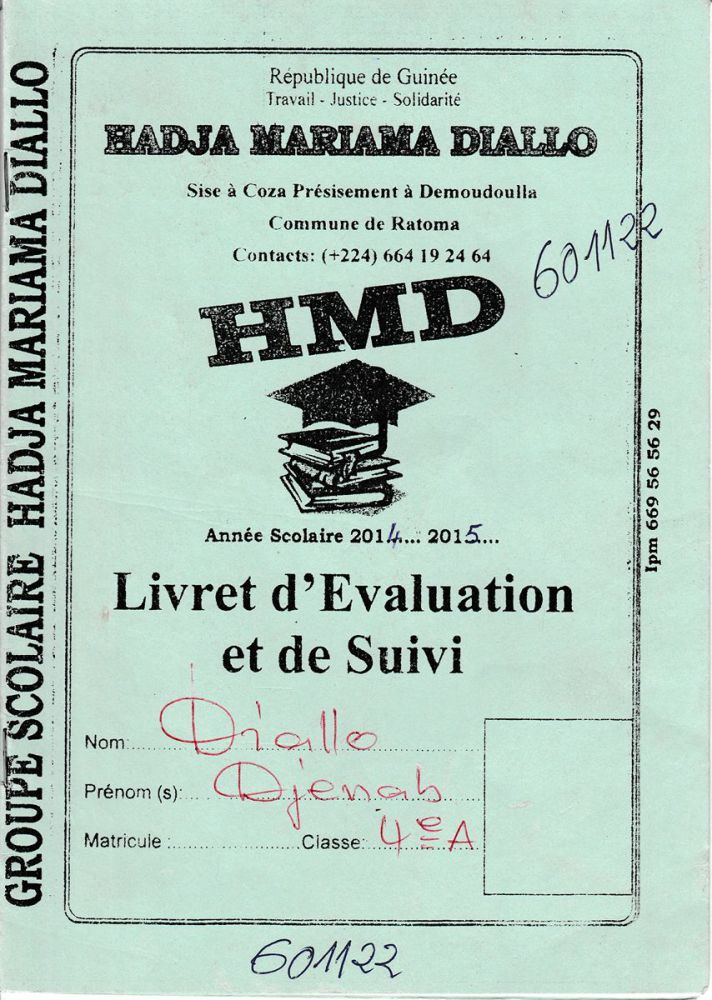 GROUPE SCOLAIRE HADJA MARIAMA DIALLO
République de Guinée
Travail - Justice - Solidarité
HADJA MARIAMA DIALLO
Sise à Coza Présisement à Demoudoulla
Commune de Ratoma
Contacts: (+224) 664 19 24 64
601122
HMD
Année Scolaire 2014.... 2015...
Livret d'Evaluation
et de Suivi
Nom: Diallo
Prénom (s): Djenab
Matricule : Classe: 4e A
Ipm 669 56 56 29
601122